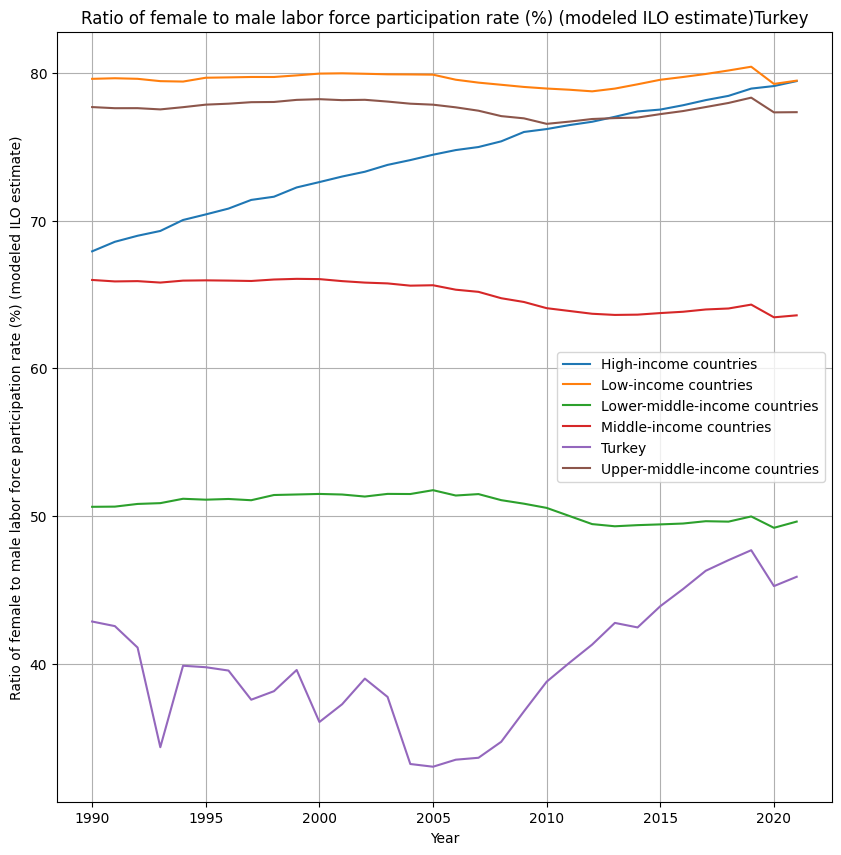 Ratio of female to male labor force participation rate (%) (modeled ILO estimate)Turkey
Ratio of female to male labor force participation rate (%) (modeled ILO estimate)
80
70
60
50
40
High-income countries
Low-income countries
Lower-middle-income countries
Middle-income countries
Turkey
Upper-middle-income countries
1990 1995 2000 2005 2010 2015 2020
Year